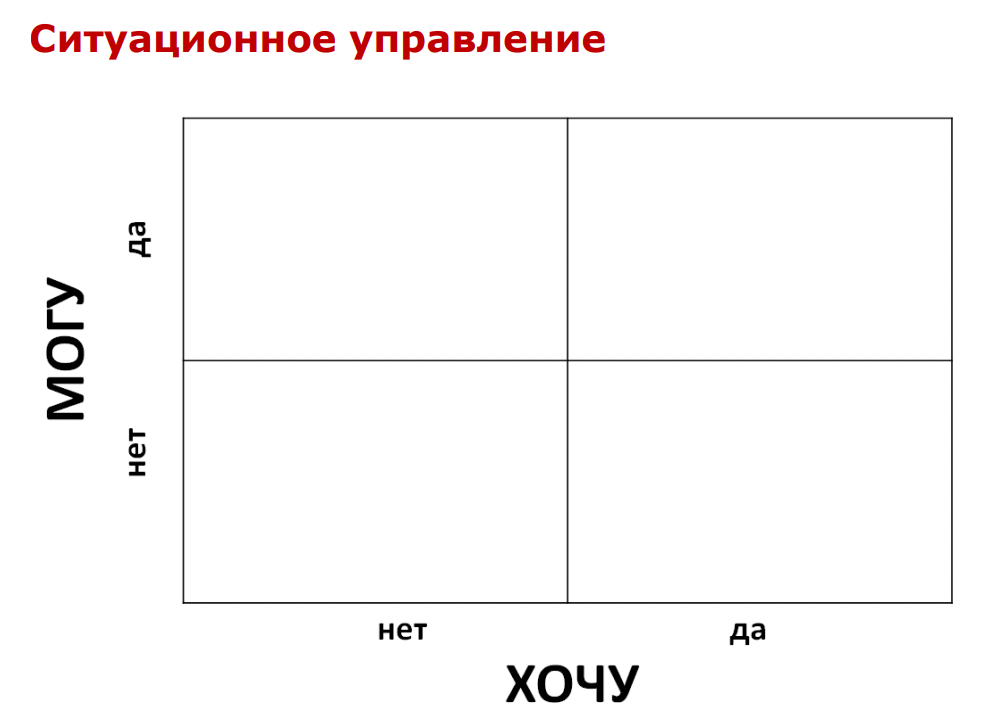 Ситуационное управление
МОГУ
да
нет
нет
да
ХОЧУ